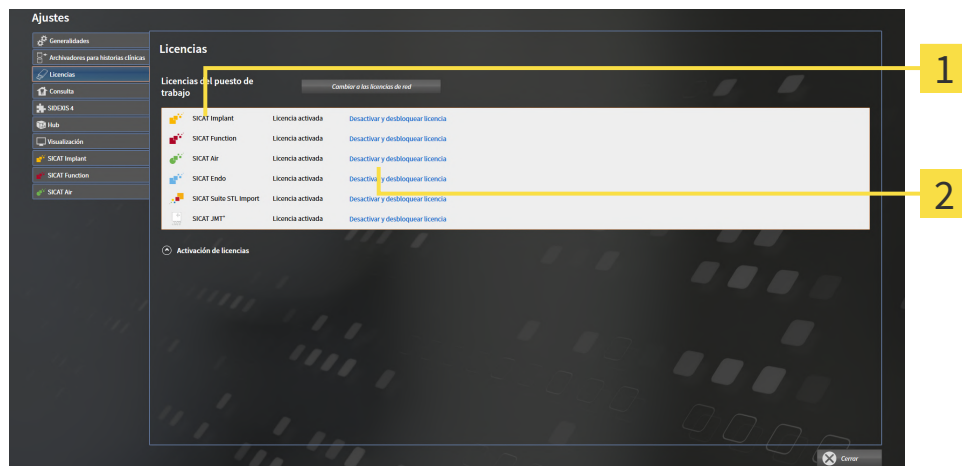 Ajustes
Generalidades
Archivadores para historias clínicas
Licencias
Consulta
SIDEXIS 4
Hub
Visualización
SICAT Implant
SICAT Function
SICAT Air
Licencias
Licencias del puesto de
trabajo
Cambiar a las licencias de red
SICAT Implant Licencia activada Desactivar y desbloquear licencia
SICAT Function Licencia activada Desactivar y desbloquear licencia
SICAT Air Licencia activada Desactivar y desbloquear licencia
SICAT Endo Licencia activada Desactivar y desbloquear licencia
SICAT Suite STL Import Licencia activada Desactivar y desbloquear licencia
SICAT JMT⁺ Licencia activada Desactivar y desbloquear licencia
Activación de licencias
Cerrar
1
2